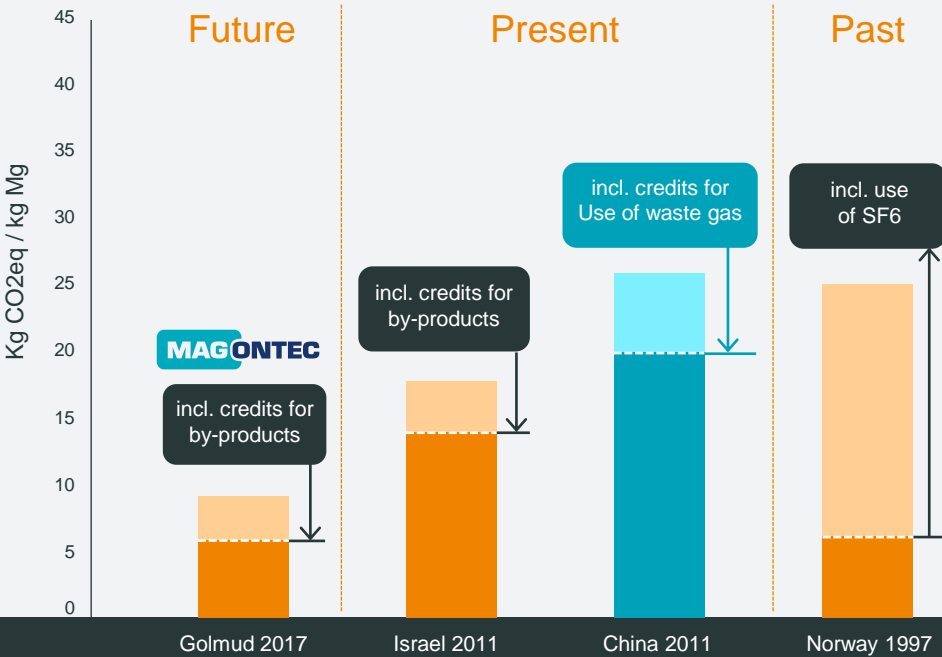 Future
Present
Past
Kg CO2eq / kg Mg
45
40
35
30
25
20
15
10
5
0
MAGONTEC
incl. credits for
by-products
incl. credits for
by-products
incl. credits for
Use of waste gas
incl. use
of SF6
Golmud 2017
Israel 2011
China 2011
Norway 1997